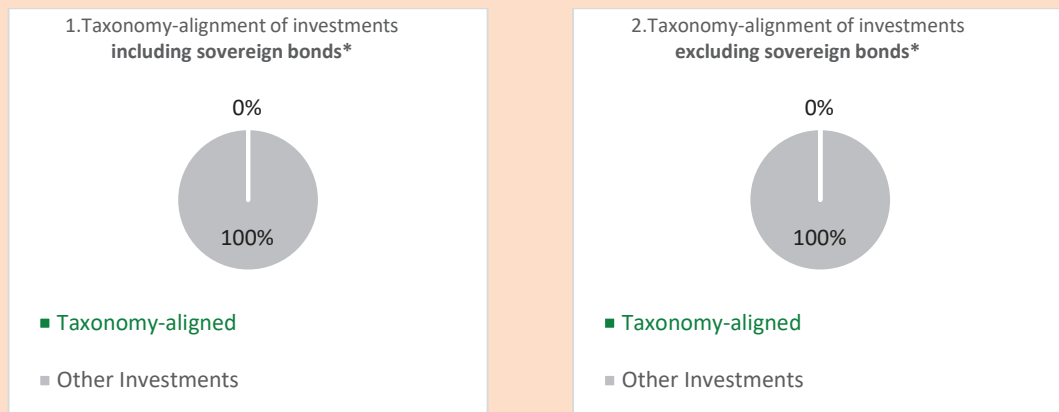 1.Taxonomy-alignment of investments
including sovereign bonds*
0%
100%
Taxonomy-aligned
Other Investments
2.Taxonomy-alignment of investments
excluding sovereign bonds*
0%
100%
Taxonomy-aligned
Other Investments